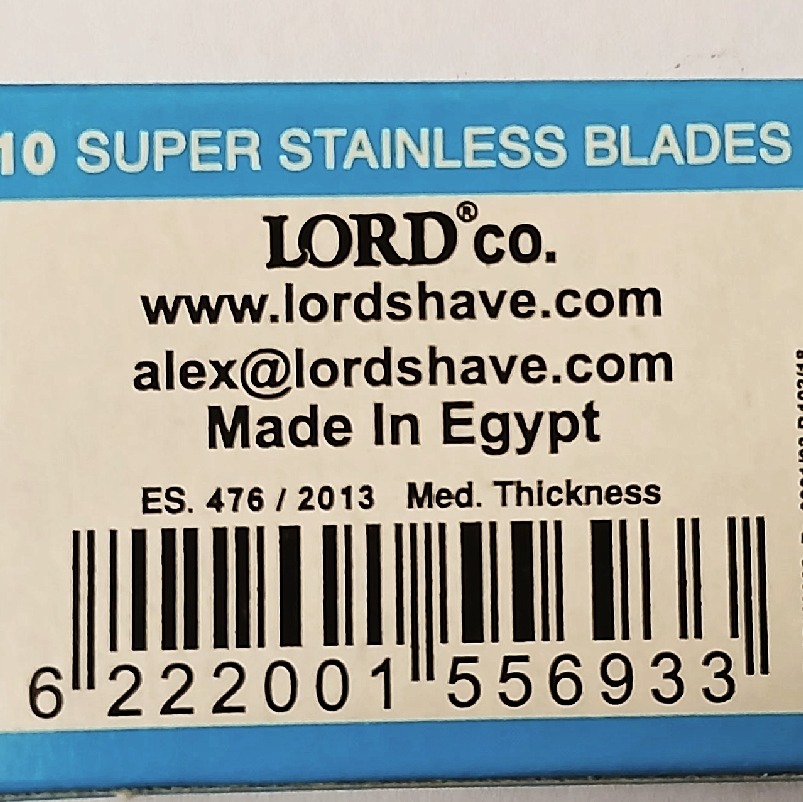 10 SUPER STAINLESS BLADES
LORD® co.
www.lordshave.com
alex@lordshave.com
Made In Egypt
ES. 476 / 2013 Med. Thickness
6 222001 556933